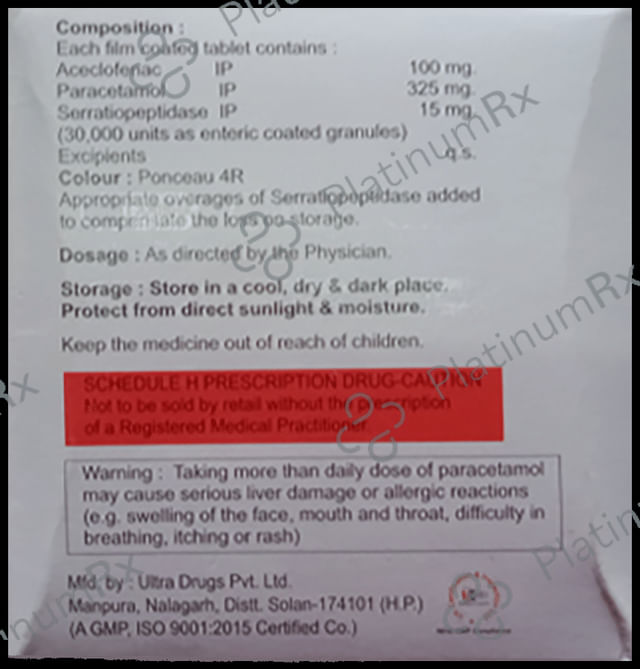 Composition :
Each film coated tablet contains :
Aceclofenac IP 100 mg.
Paracetamol IP 325 mg.
Serratiopeptidase IP 15 mg.
(30,000 units as enteric coated granules)
Excipients q.s.
Colour : Ponceau 4R
Appropriate overages of Serratiopeptidase added
to compensate the loss on storage.
Dosage : As directed by the Physician.
Storage : Store in a cool, dry & dark place.
Protect from direct sunlight & moisture.
Keep the medicine out of reach of children.
SCHEDULE H PRESCRIPTION DRUG-CAUTION
Not to be sold by retail without the prescription
of a Registered Medical Practitioner.
Warning : Taking more than daily dose of paracetamol
may cause serious liver damage or allergic reactions
(e.g. swelling of the face, mouth and throat, difficulty in
breathing, itching or rash)
Mfd. by : Ultra Drugs Pvt. Ltd.
Manpura, Nalagarh, Distt. Solan-174101 (H.P.)
(A GMP, ISO 9001:2015 Certified Co.)
PlatinumRx
PlatinumRx